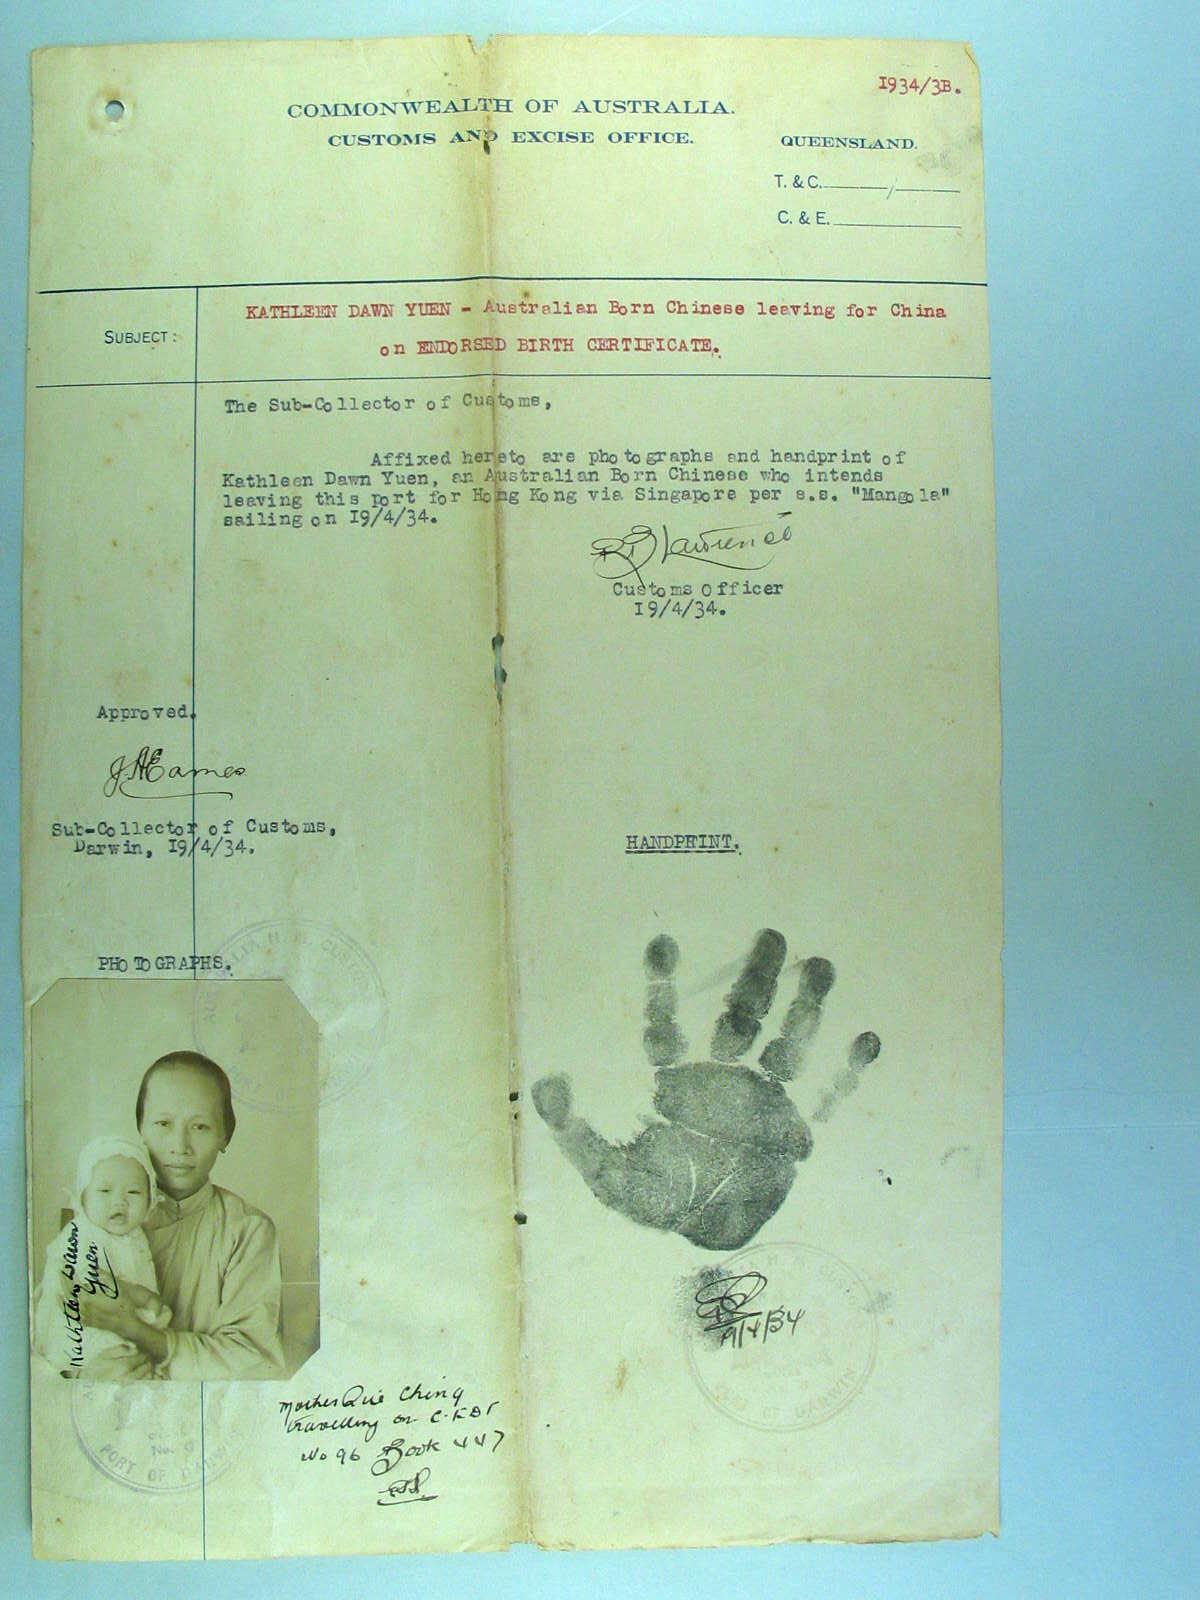 1934/3B.
COMMONWEALTH OF AUSTRALIA.
CUSTOMS AND EXCISE OFFICE.
QUEENSLAND.
T. & C. /
C. & E.
SUBJECT:
KATHLEEN DAWN YUEN - Australian Born Chinese leaving for China
on ENDORSED BIRTH CERTIFICATE.
The Sub-Collector of Customs,
Affixed hereto are photographs and handprint of
Kathleen Dawn Yuen, an Australian Born Chinese who intends
leaving this port for Hong Kong via Singapore per s.s. "Mangola"
sailing on 19/4/34.
Lawrence
Customs Officer
19/4/34.
Approved.
J A Eames
Sub-Collector of Customs,
Darwin, 19/4/34.
HANDPRINT.
PHOTOGRAPHS.
Kathleen Dawn
Yuen
19/4/34
Mother Que Ching
travelling on C.E.D.T
No 96 Book 447
PORT OF DARWIN